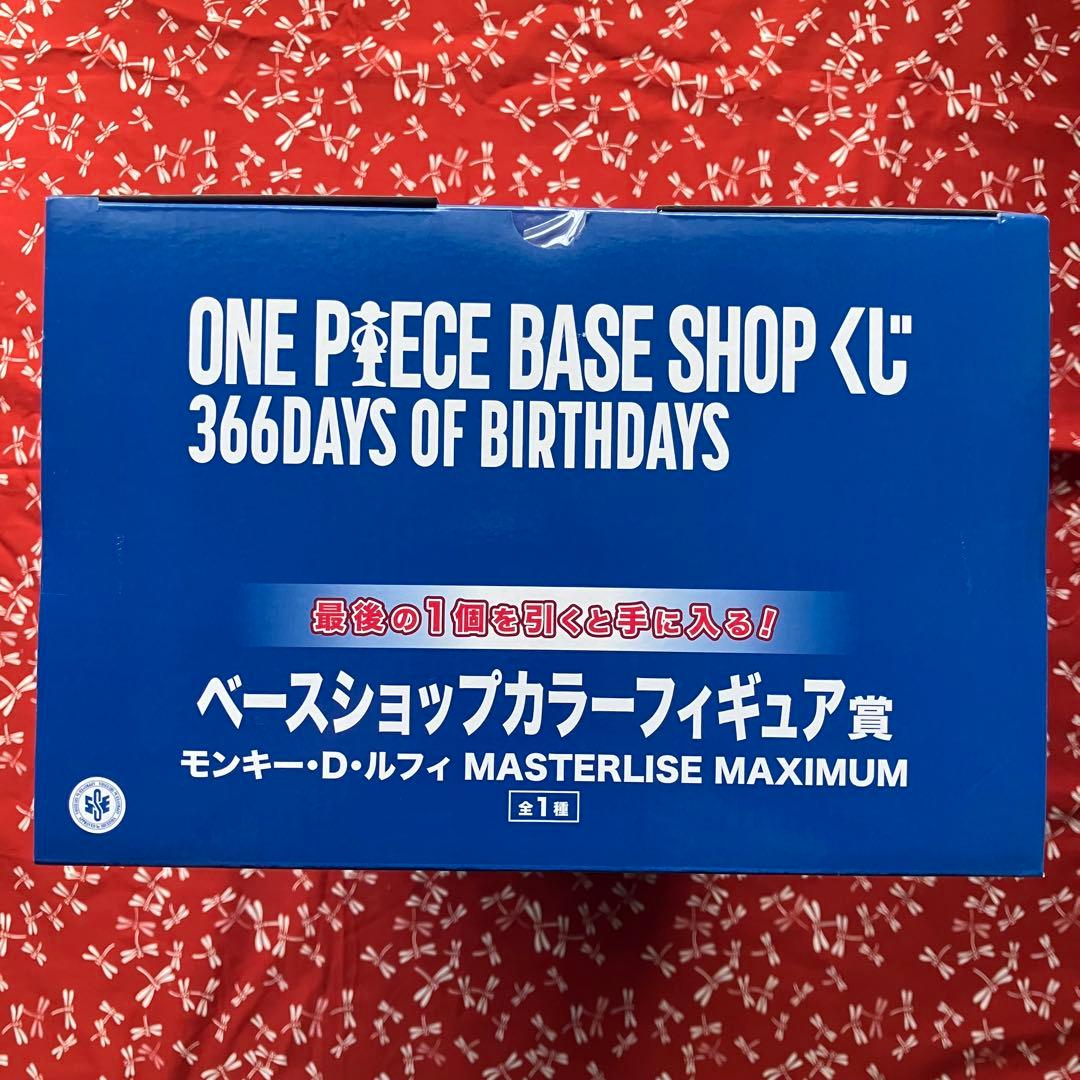 ONE PIECE BASE SHOP くじ
366DAYS OF BIRTHDAYS
最後の1個を引くと手に入る!
ベースショップカラーフィギュア賞
モンキー・D・ルフィ MASTERLISE MAXIMUM
全1種